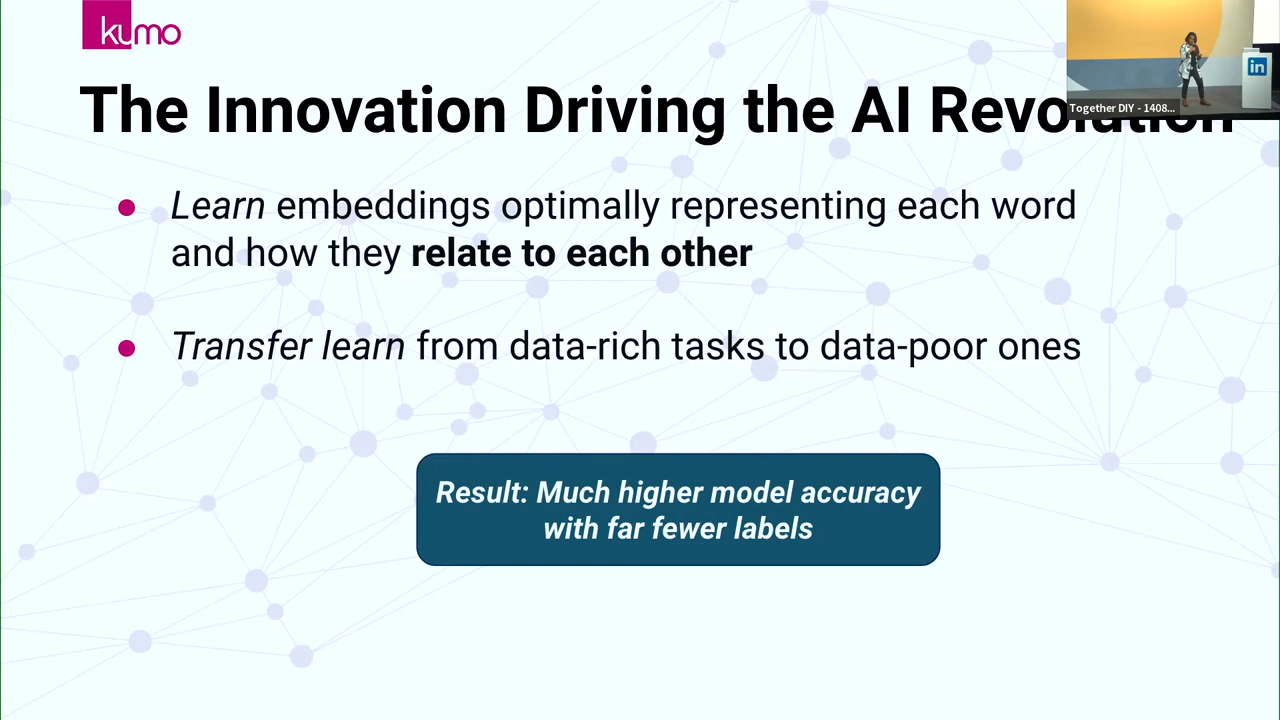 kumo
The Innovation Driving the AI Revolution
Together DIY - 1408...
in
Learn embeddings optimally representing each word
and how they relate to each other
Transfer learn from data-rich tasks to data-poor ones
Result: Much higher model accuracy
with far fewer labels